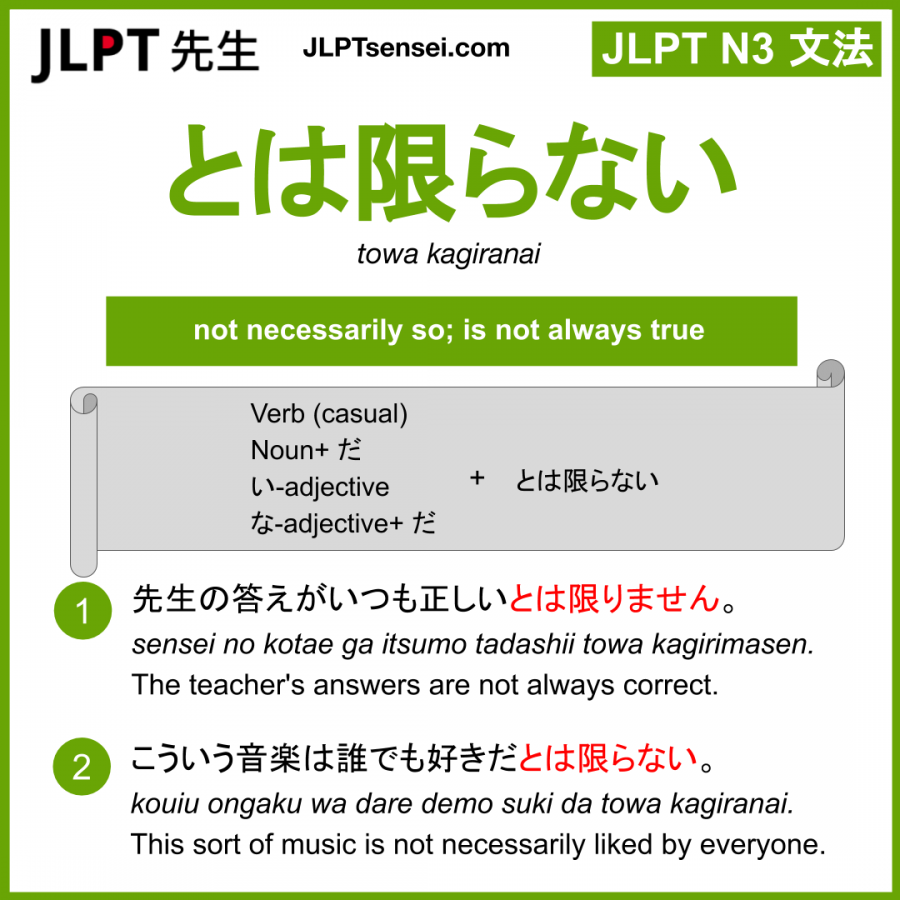 JLPT 先生 JLPTsensei.com JLPT N3 文法
とは限らない
towa kagiranai
not necessarily so; is not always true
Verb (casual)
Noun+ だ
い-adjective
な-adjective+ だ
+ とは限らない
1 先生の答えがいつも正しいとは限りません。
sensei no kotae ga itsumo tadashii towa kagirimasen.
The teacher's answers are not always correct.
2 こういう音楽は誰でも好きだとは限らない。
kouiu ongaku wa dare demo suki da towa kagiranai.
This sort of music is not necessarily liked by everyone.